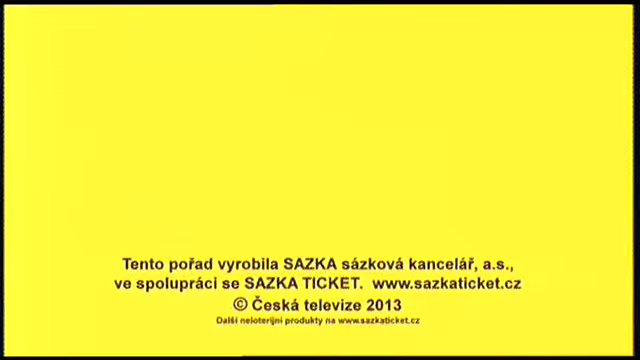 Tento pořad vyrobila SAZKA sázková kancelář, a.s.,
ve spolupráci se SAZKA TICKET. www.sazkaticket.cz
© Česká televize 2013
Další neloterijní produkty na www.sazkaticket.cz